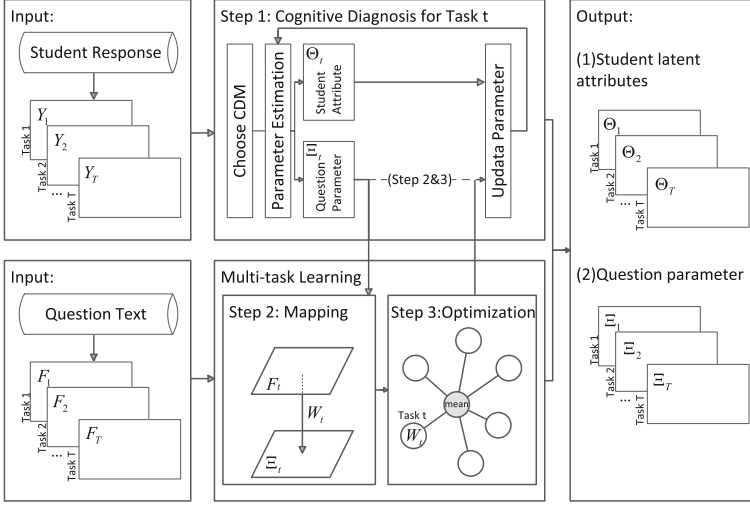 Input:
Student Response
Y1
Task 1
Y2
Task 2
...
YT
Task T
Step 1: Cognitive Diagnosis for Task t
Choose CDM
Parameter Estimation
Θt
Student
Attribute
Ξt
Question
Parameter
(Step 2&3)
Updata Parameter
Input:
Question Text
F1
Task 1
F2
Task 2
...
FT
Task T
Multi-task Learning
Step 2: Mapping
Ft
Wt
Ξt
Step 3:Optimization
mean
Task t
Wt
Output:
(1)Student latent
attributes
Θ1
Task 1
Θ2
Task 2
...
ΘT
Task T
(2)Question parameter
Ξ1
Task 1
Ξ2
Task 2
...
ΞT
Task T